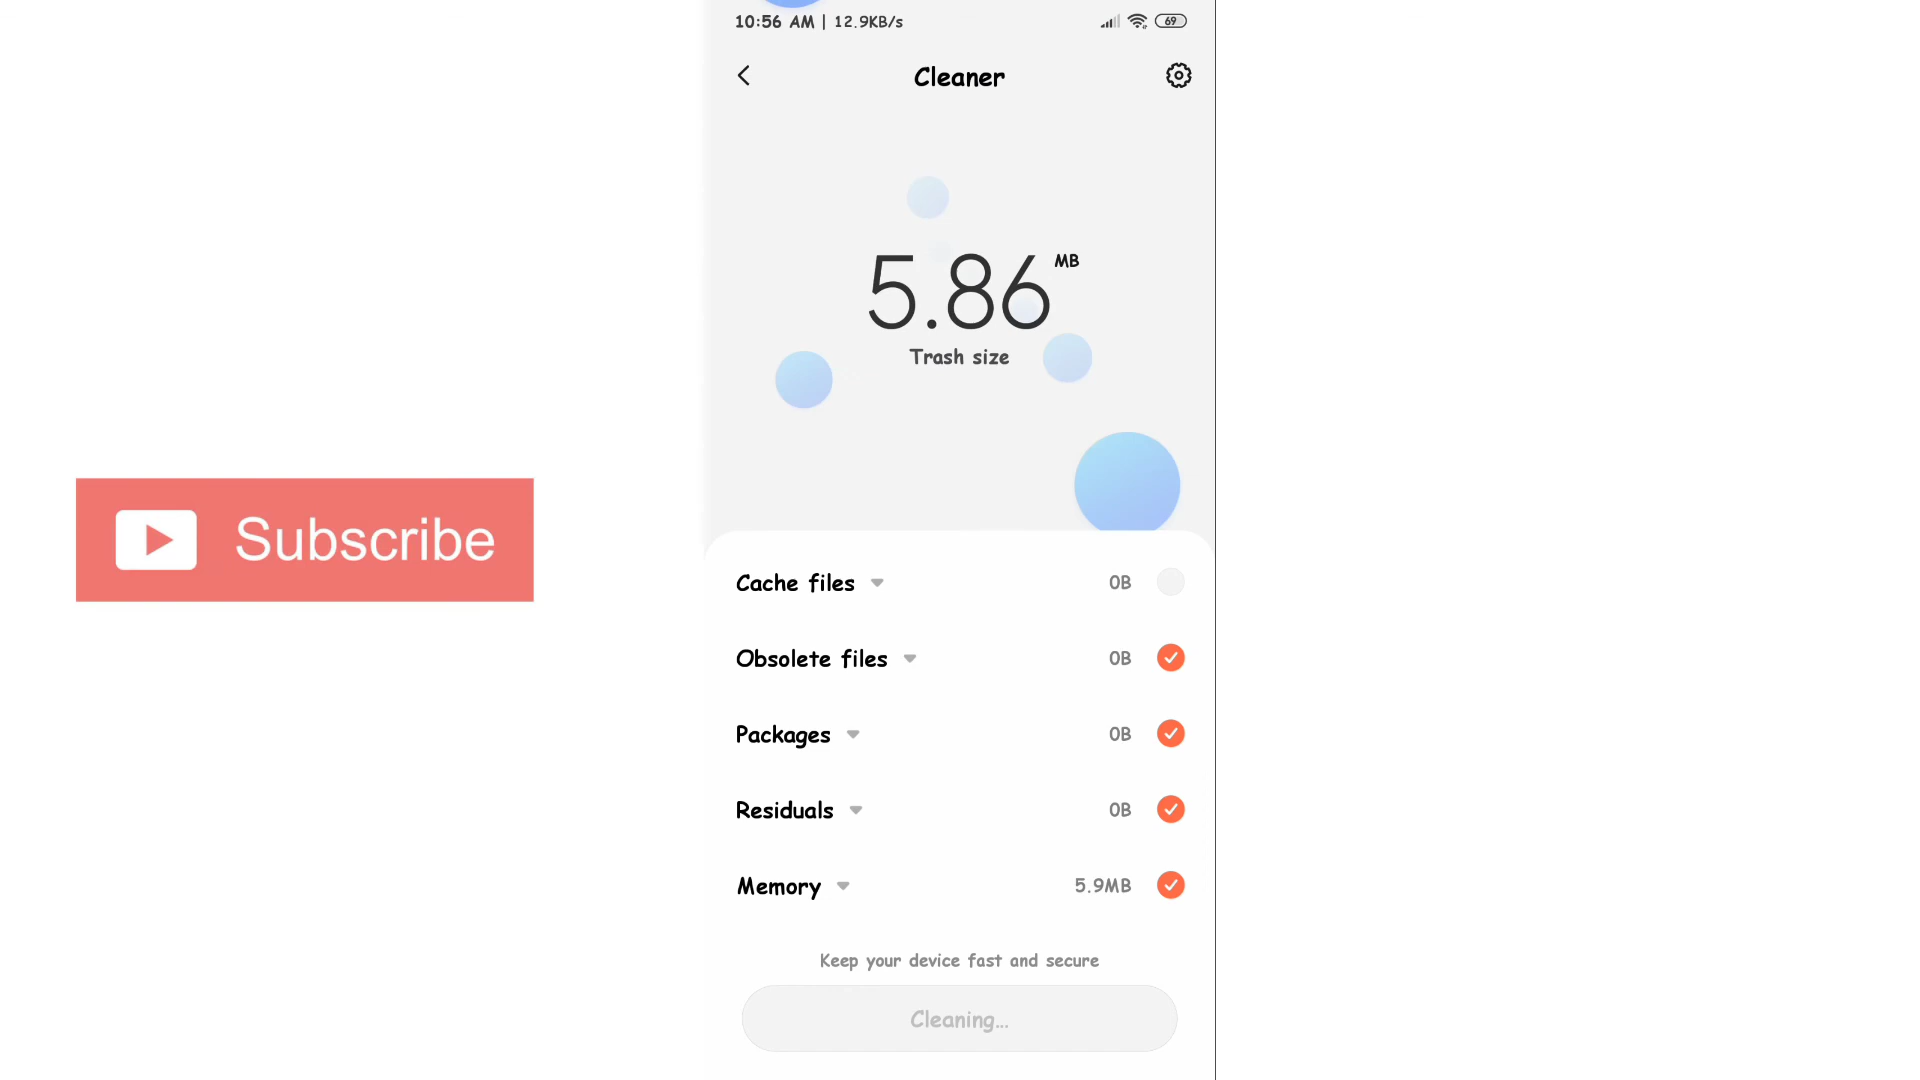 10:56 AM | 12.9KB/s 69
Cleaner
5.86 MB
Trash size
Subscribe
Cache files 0B
Obsolete files 0B
Packages 0B
Residuals 0B
Memory 5.9MB
Keep your device fast and secure
Cleaning...